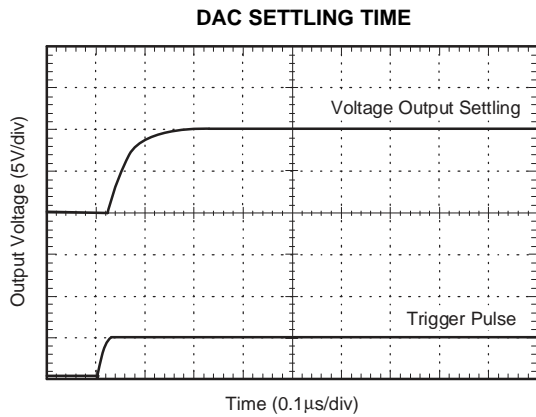 DAC SETTLING TIME
Output Voltage (5V/div)
Voltage Output Settling
Trigger Pulse
Time (0.1μs/div)